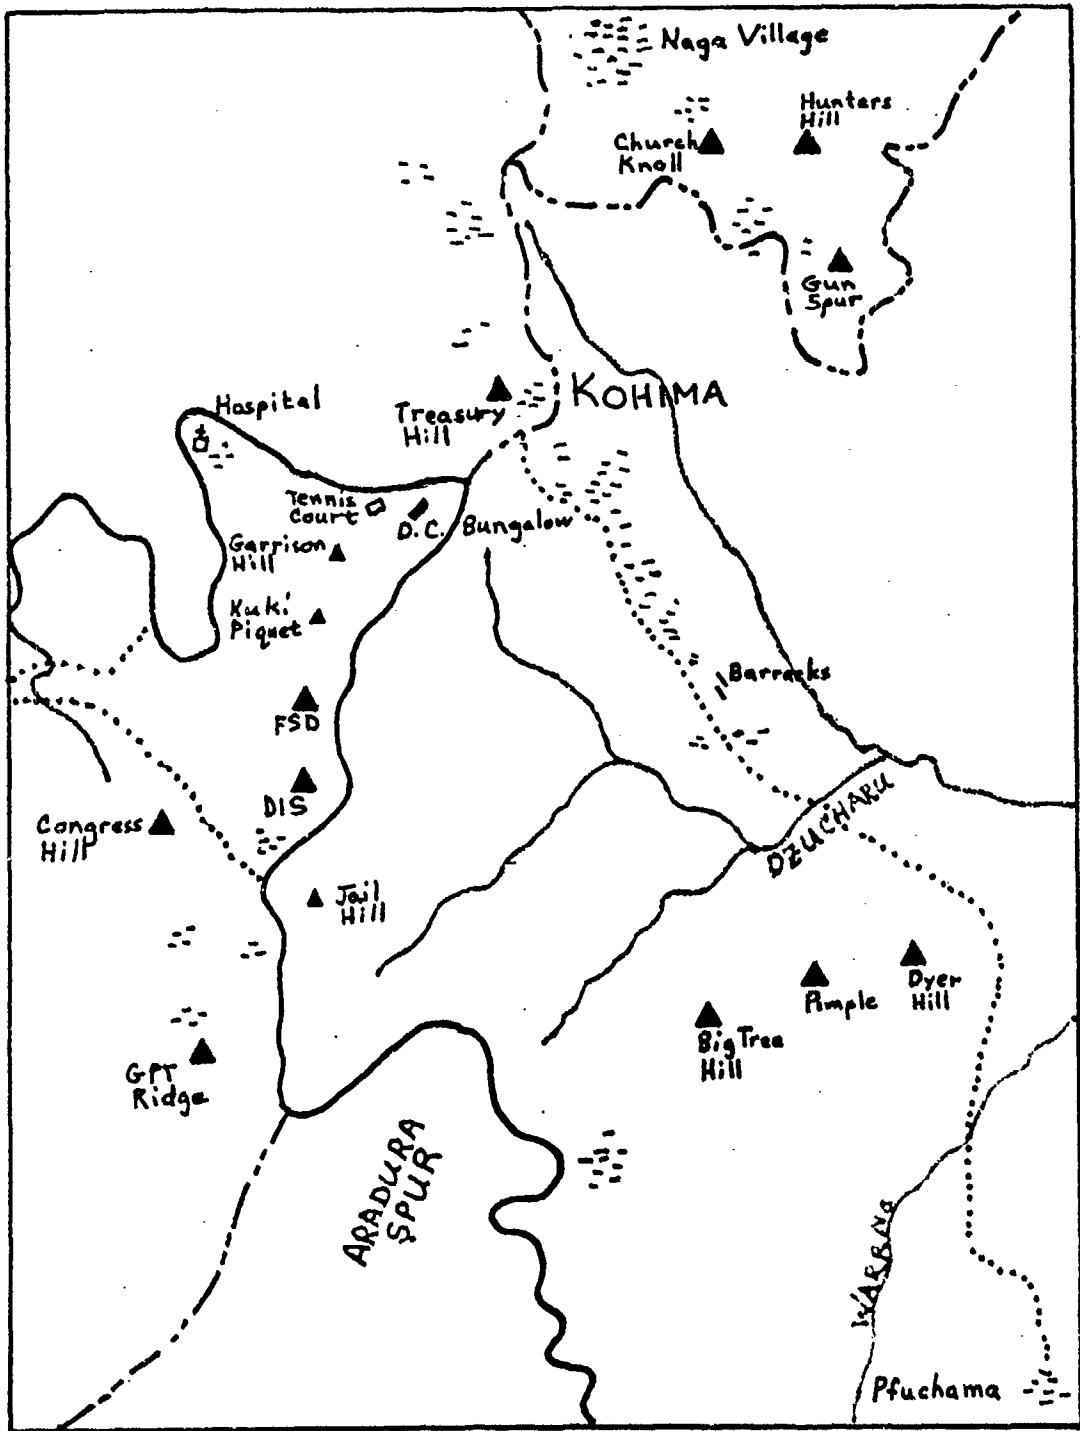 Naga Village
Hunters
Hill
Church
Knoll
Gun
Spur
KOHIMA
Hospital
Treasury
Hill
Tennis
Court
D.C. Bungalow
Garrison
Hill
Kuki
Piquet
Barracks
FSD
DIS
Congress
Hill
DZUCHARU
Jail
Hill
Pimple
Dyer
Hill
Big Tree
Hill
GPT
Ridge
ARADURA
SPUR
Pfuchama